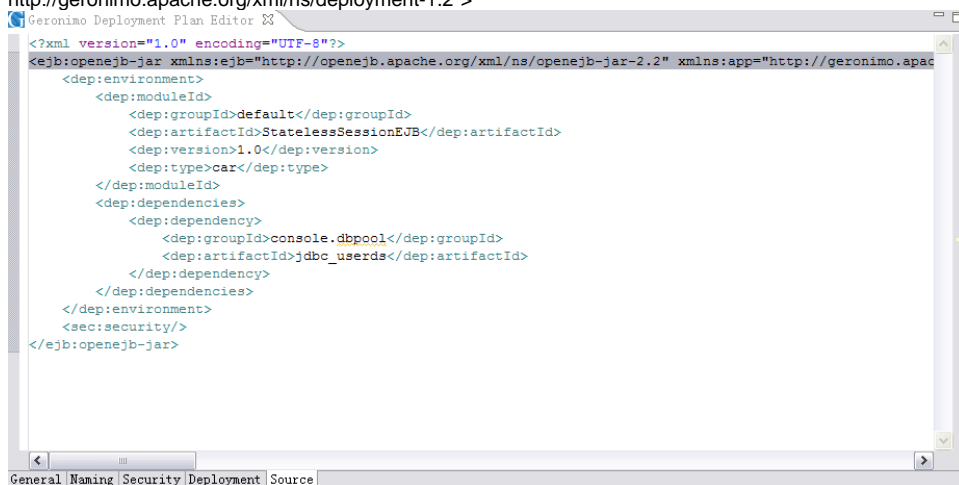 http://geronimo.apache.org/xml/ns/deployment-1.2">
Geronimo Deployment Plan Editor
<?xml version="1.0" encoding="UTF-8"?>
<ejb:openejb-jar xmlns:ejb="http://openejb.apache.org/xml/ns/openejb-jar-2.2" xmlns:app="http://geronimo.apac
<dep:environment>
<dep:moduleId>
<dep:groupId>default</dep:groupId>
<dep:artifactId>StatelessSessionEJB</dep:artifactId>
<dep:version>1.0</dep:version>
<dep:type>car</dep:type>
</dep:moduleId>
<dep:dependencies>
<dep:dependency>
<dep:groupId>console.dbpool</dep:groupId>
<dep:artifactId>jdbc_userds</dep:artifactId>
</dep:dependency>
</dep:dependencies>
</dep:environment>
<sec:security/>
</ejb:openejb-jar>
General Naming Security Deployment Source